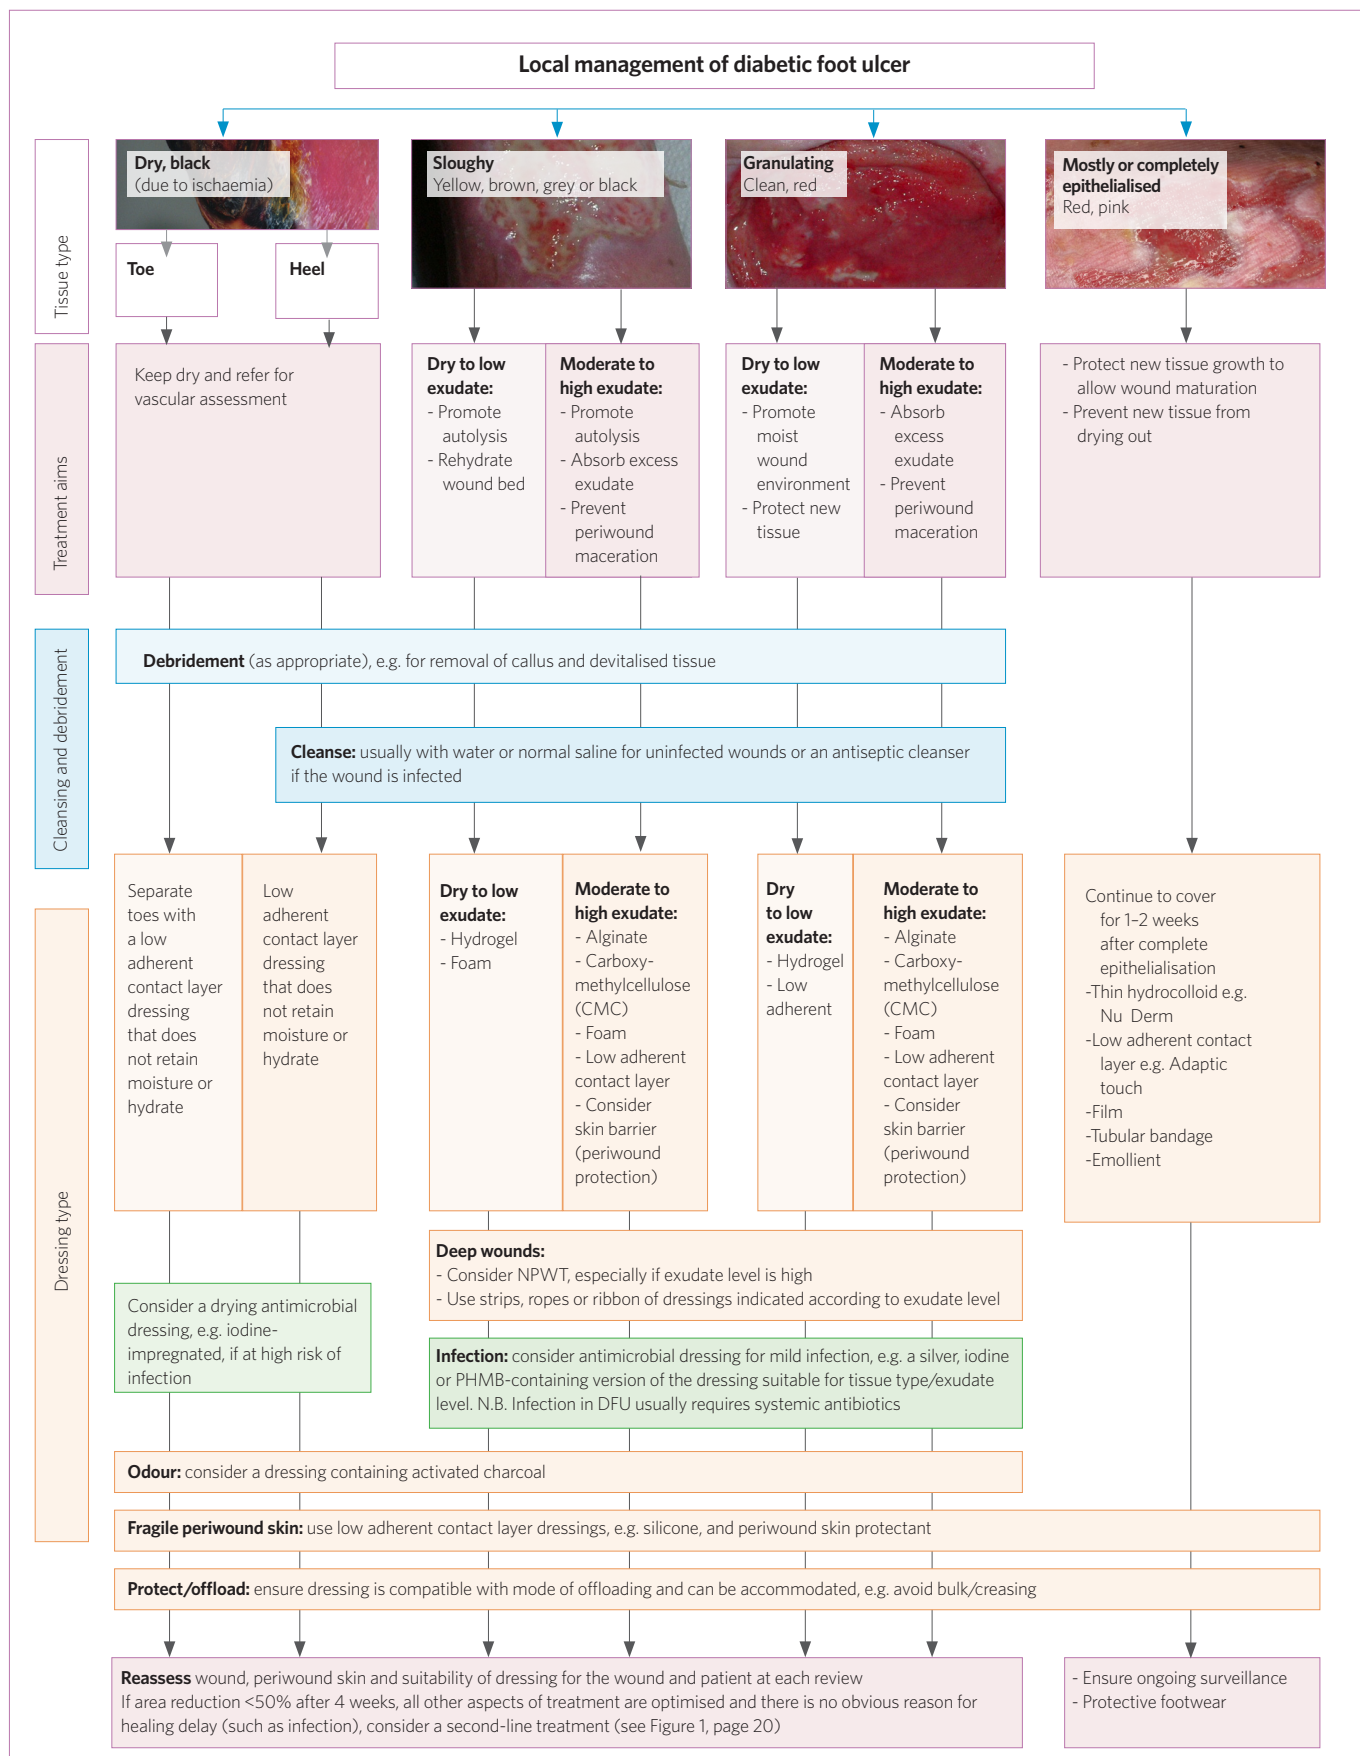 Local management of diabetic foot ulcer
Tissue type
Dry, black
(due to ischaemia)
Toe
Heel
Sloughy
Yellow, brown, grey or black
Granulating
Clean, red
Mostly or completely
epithelialised
Red, pink
Treatment aims
Keep dry and refer for
vascular assessment
Dry to low
exudate:
- Promote
autolysis
- Rehydrate
wound bed
Moderate to
high exudate:
- Promote
autolysis
- Absorb excess
exudate
- Prevent
periwound
maceration
Dry to low
exudate:
- Promote
moist
wound
environment
- Protect new
tissue
Moderate to
high exudate:
- Absorb
excess
exudate
- Prevent
periwound
maceration
- Protect new tissue growth to
allow wound maturation
- Prevent new tissue from
drying out
Cleansing and debridement
Debridement (as appropriate), e.g. for removal of callus and devitalised tissue
Cleanse: usually with water or normal saline for uninfected wounds or an antiseptic cleanser
if the wound is infected
Dressing type
Separate
toes with
a low
adherent
contact layer
dressing
that does
not retain
moisture or
hydrate
Low
adherent
contact layer
dressing
that does
not retain
moisture or
hydrate
Dry to low
exudate:
- Hydrogel
- Foam
Moderate to
high exudate:
- Alginate
- Carboxy-
methylcellulose
(CMC)
- Foam
- Low adherent
contact layer
- Consider
skin barrier
(periwound
protection)
Dry
to low
exudate:
- Hydrogel
- Low
adherent
Moderate to
high exudate:
- Alginate
- Carboxy-
methylcellulose
(CMC)
- Foam
- Low adherent
contact layer
- Consider
skin barrier
(periwound
protection)
Continue to cover
for 1–2 weeks
after complete
epithelialisation
-Thin hydrocolloid e.g.
Nu Derm
-Low adherent contact
layer e.g. Adaptic
touch
-Film
-Tubular bandage
-Emollient
Deep wounds:
- Consider NPWT, especially if exudate level is high
- Use strips, ropes or ribbon of dressings indicated according to exudate level
Consider a drying antimicrobial
dressing, e.g. iodine-
impregnated, if at high risk of
infection
Infection: consider antimicrobial dressing for mild infection, e.g. a silver, iodine
or PHMB-containing version of the dressing suitable for tissue type/exudate
level. N.B. Infection in DFU usually requires systemic antibiotics
Odour: consider a dressing containing activated charcoal
Fragile periwound skin: use low adherent contact layer dressings, e.g. silicone, and periwound skin protectant
Protect/offload: ensure dressing is compatible with mode of offloading and can be accommodated, e.g. avoid bulk/creasing
Reassess wound, periwound skin and suitability of dressing for the wound and patient at each review
If area reduction <50% after 4 weeks, all other aspects of treatment are optimised and there is no obvious reason for
healing delay (such as infection), consider a second-line treatment (see Figure 1, page 20)
- Ensure ongoing surveillance
- Protective footwear